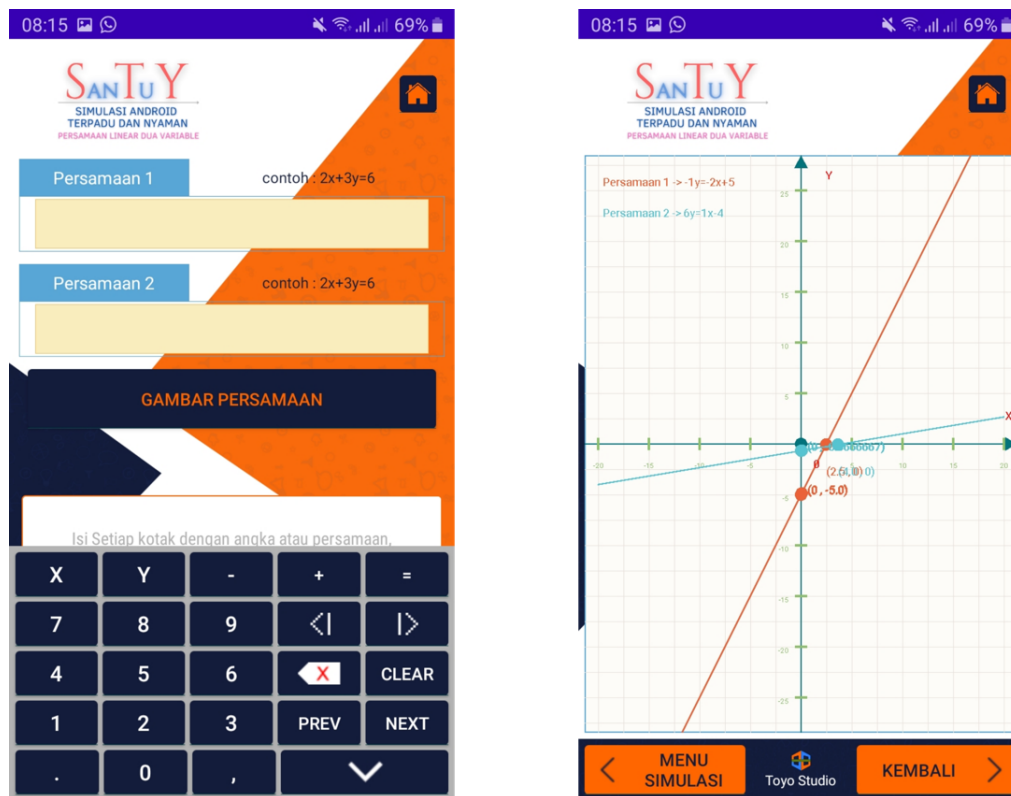 08:15
69%
SANTUY
SIMULASI ANDROID
TERPADU DAN NYAMAN
PERSAMAAN LINEAR DUA VARIABLE
Persamaan 1
contoh : 2x+3y=6
Persamaan 2
contoh : 2x+3y=6
GAMBAR PERSAMAAN
Isi Setiap kotak dengan angka atau persamaan,
X Y - + =
7 8 9
4 5 6 X CLEAR
1 2 3 PREV NEXT
. 0 ,
08:15
69%
SANTUY
SIMULASI ANDROID
TERPADU DAN NYAMAN
PERSAMAAN LINEAR DUA VARIABLE
Persamaan 1 -> -1y=-2x+5
Y
Persamaan 2 -> 6y=1x-4
25
20
15
10
5
X
-20 -15 -10 -5 0 10 15 20
(0 , -5.0)
-5
-10
-15
-20
-25
MENU
SIMULASI
Toyo Studio
KEMBALI